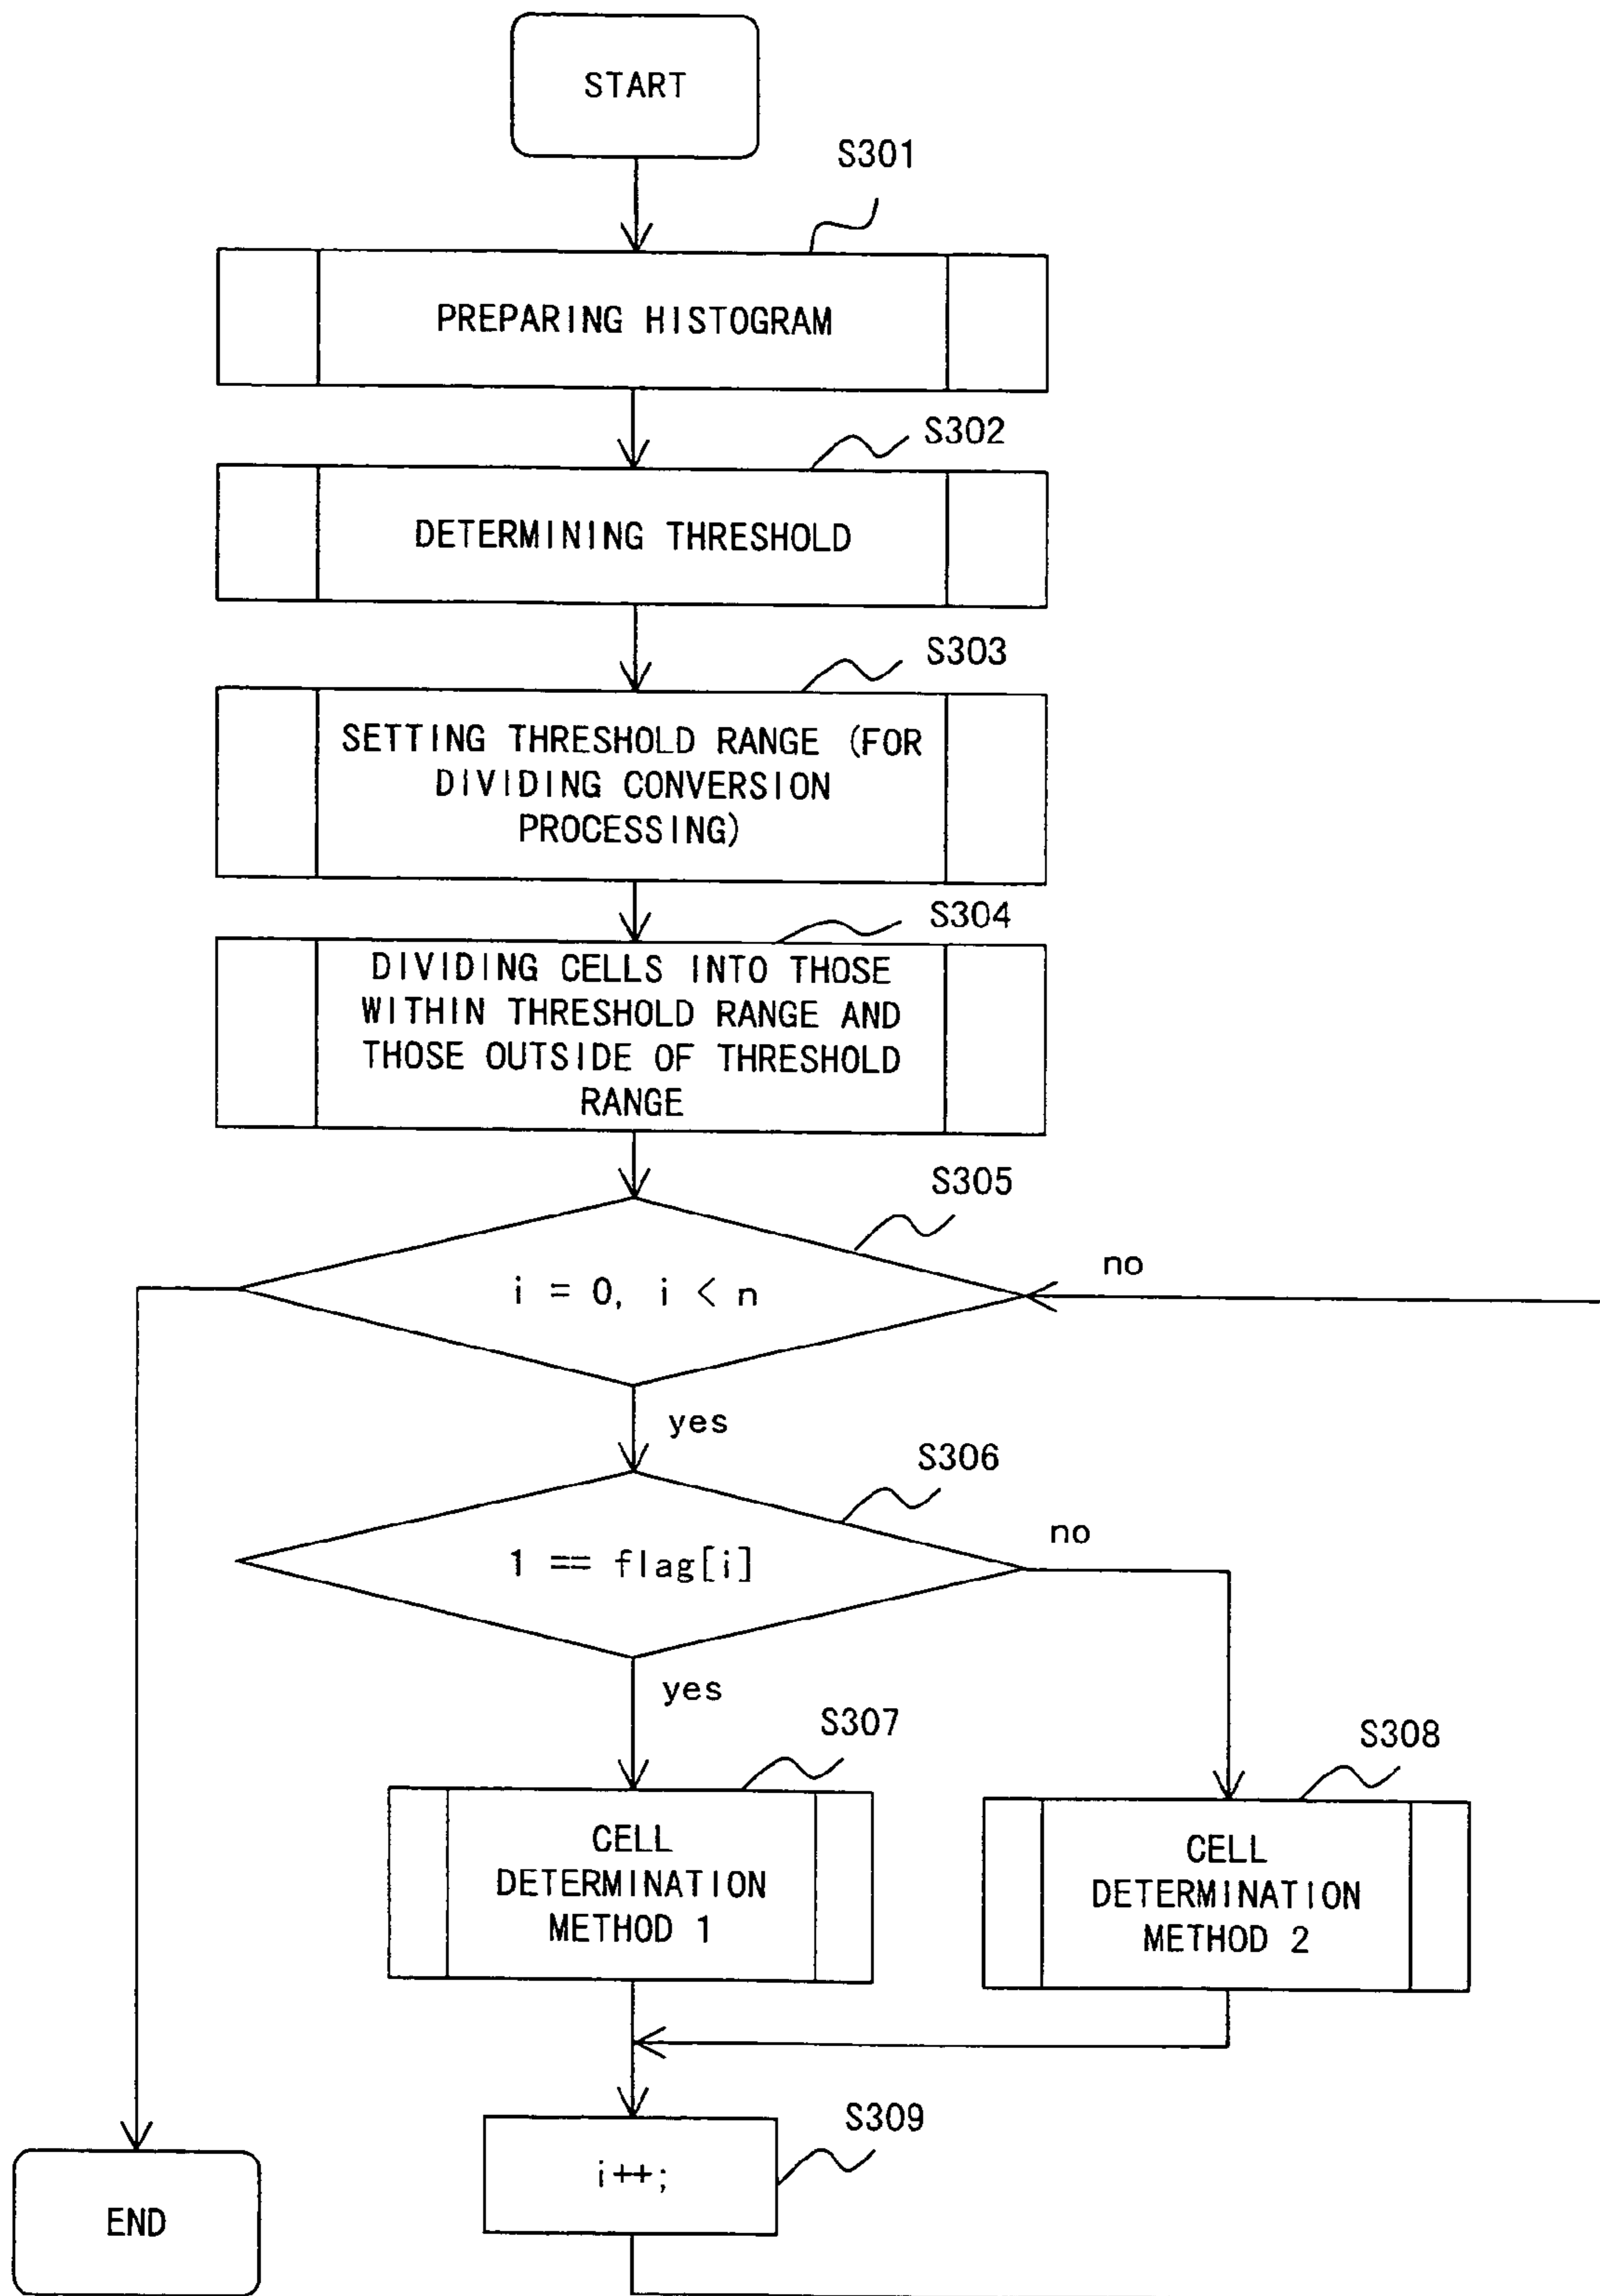 START
S301
PREPARING HISTOGRAM
S302
DETERMINING THRESHOLD
S303
SETTING THRESHOLD RANGE (FOR
DIVIDING CONVERSION
PROCESSING)
S304
DIVIDING CELLS INTO THOSE
WITHIN THRESHOLD RANGE AND
THOSE OUTSIDE OF THRESHOLD
RANGE
S305
no
i = 0, i < n
yes
S306
no
1 == flag[i]
yes
S307
S308
CELL
DETERMINATION
METHOD 1
CELL
DETERMINATION
METHOD 2
S309
i++;
END